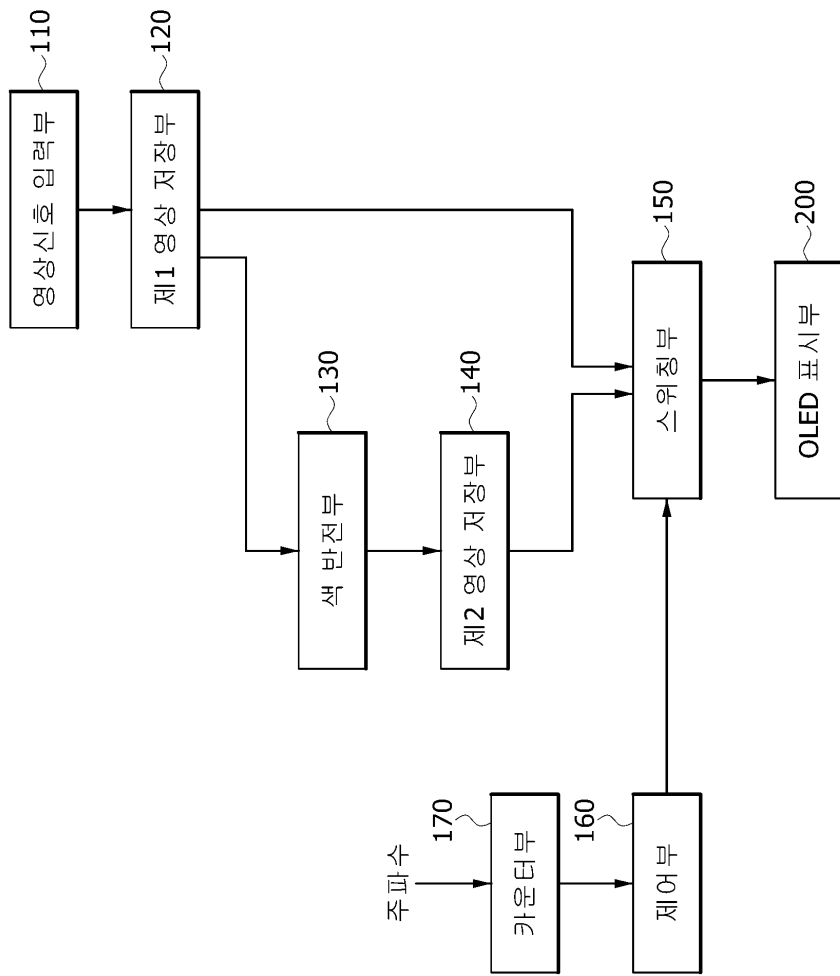 영상신호 입력부
110
제1 영상 저장부
120
색 반전부
130
제2 영상 저장부
140
스위칭부
150
OLED 표시부
200
주파수
카운터부
170
제어부
160